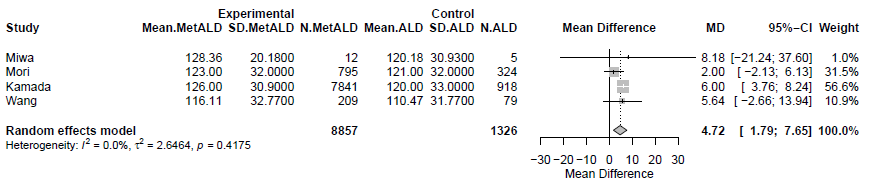 Experimental Control
Study Mean.MetALD SD.MetALD N.MetALD Mean.ALD SD.ALD N.ALD Mean Difference MD 95%−CI Weight
Miwa 128.36 20.1800 12 120.18 30.9300 5 8.18 [−21.24; 37.60] 1.0%
Mori 123.00 32.0000 795 121.00 32.0000 324 2.00 [ −2.13; 6.13] 31.5%
Kamada 126.00 30.9000 7841 120.00 33.0000 918 6.00 [ 3.76; 8.24] 56.6%
Wang 116.11 32.7700 209 110.47 31.7700 79 5.64 [ −2.66; 13.94] 10.9%
Random effects model 8857 1326 4.72 [ 1.79; 7.65] 100.0%
Heterogeneity: I² = 0.0%, τ² = 2.6464, p = 0.4175
−30 −20 −10 0 10 20 30
Mean Difference